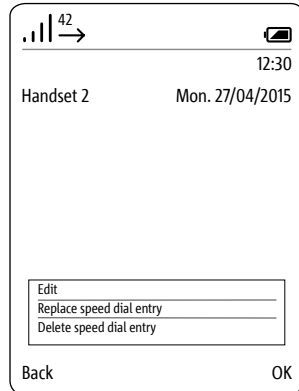 42
12:30
Handset 2 Mon. 27/04/2015
Edit
Replace speed dial entry
Delete speed dial entry
Back OK